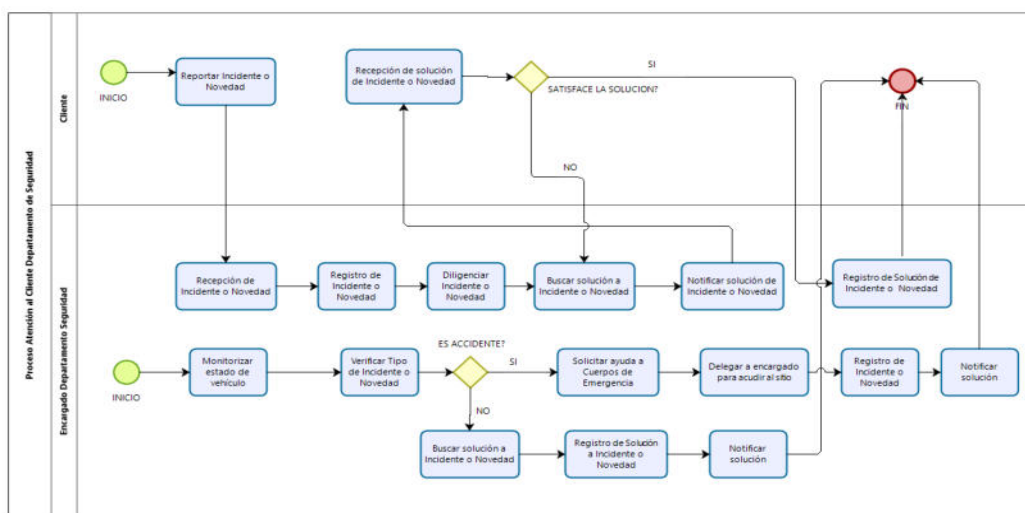 Proceso Atención al Cliente Departamento de Seguridad
Cliente
INICIO
Reportar Incidente o
Novedad
Recepción de solución
de Incidente o Novedad
SATISFACE LA SOLUCION?
SI
NO
FIN
Encargado Departamento Seguridad
Recepción de
Incidente o Novedad
Registro de
Incidente o
Novedad
Diligenciar
Incidente o
Novedad
Buscar solución a
Incidente o Novedad
Notificar solución de
Incidente o Novedad
Registro de Solución de
Incidente o Novedad
INICIO
Monitorizar
estado de
vehículo
Verificar Tipo
de Incidente o
Novedad
ES ACCIDENTE?
SI
NO
Solicitar ayuda a
Cuerpos de
Emergencia
Delegar a encargado
para acudir al sitio
Registro de
Incidente o
Novedad
Notificar
solución
Buscar solución a
Incidente o Novedad
Registro de Solución
a Incidente o
Novedad
Notificar
solución